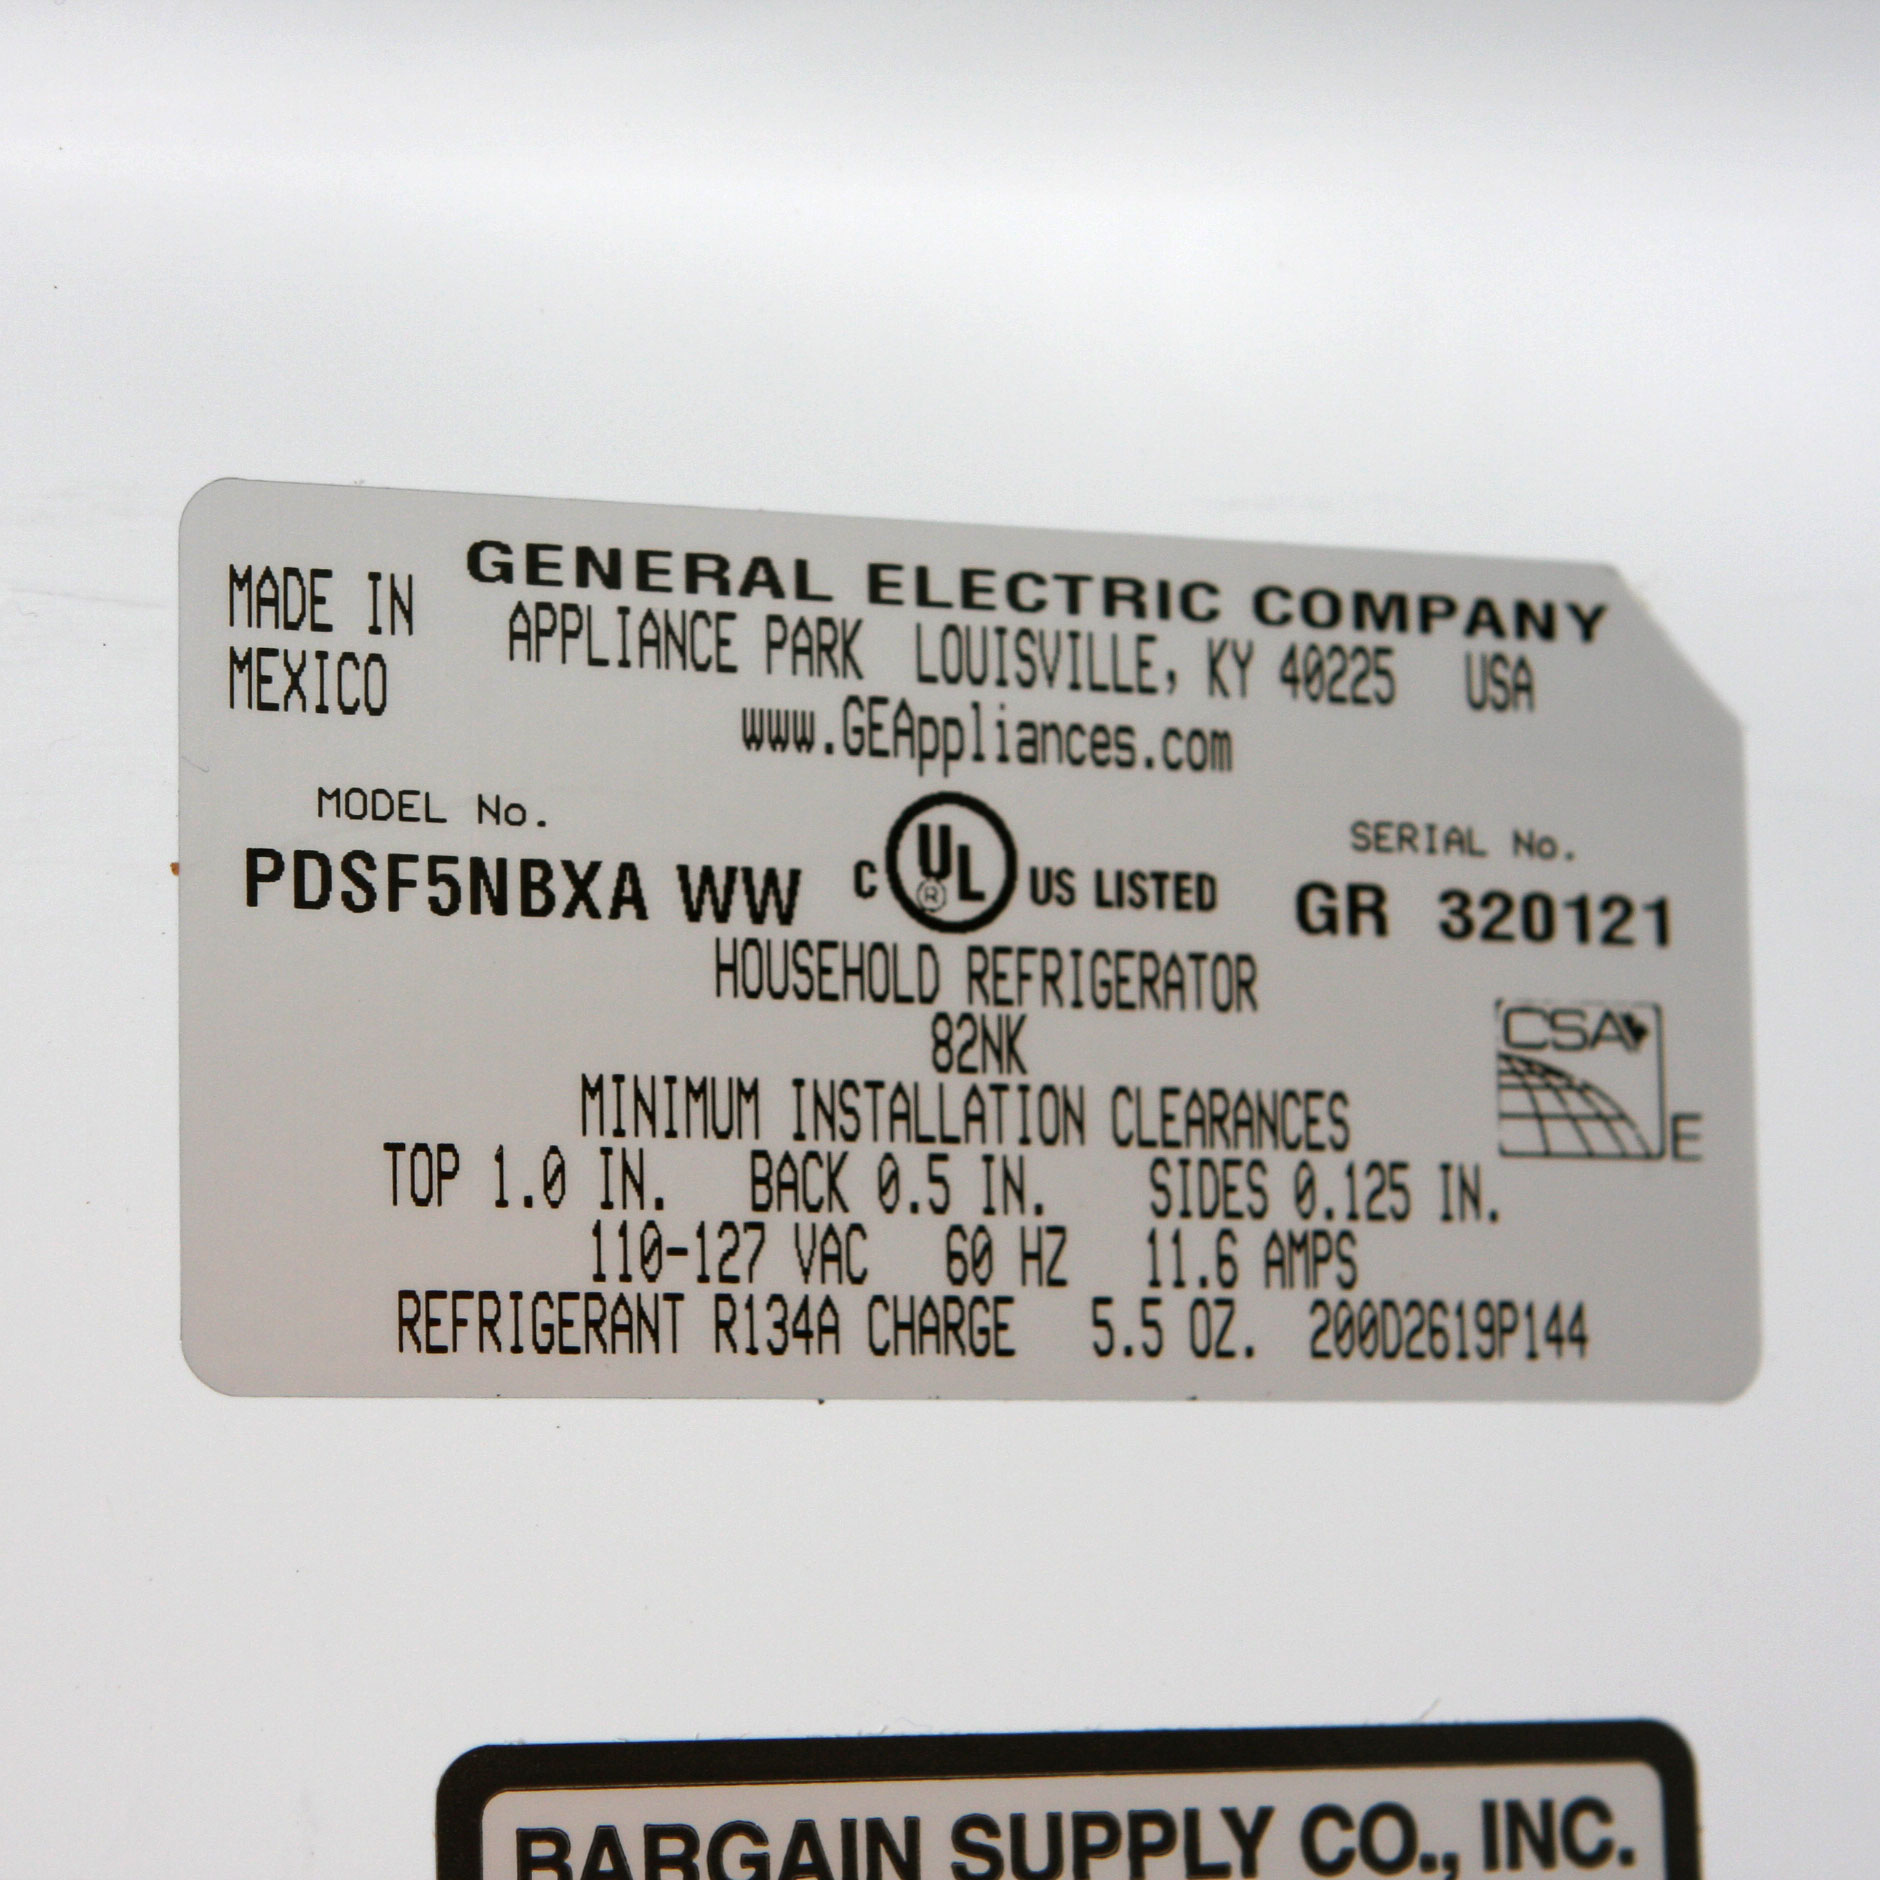 MADE IN
MEXICO
GENERAL ELECTRIC COMPANY
APPLIANCE PARK LOUISVILLE, KY 40225 USA
www.GEAppliances.com
MODEL No.
PDSF5NBXA WW
C UL ® US LISTED
SERIAL No.
GR 320121
HOUSEHOLD REFRIGERATOR
82NK
CSA E
MINIMUM INSTALLATION CLEARANCES
TOP 1.0 IN. BACK 0.5 IN. SIDES 0.125 IN.
110-127 VAC 60 HZ 11.6 AMPS
REFRIGERANT R134A CHARGE 5.5 OZ. 200D2619P144
BARGAIN SUPPLY CO., INC.